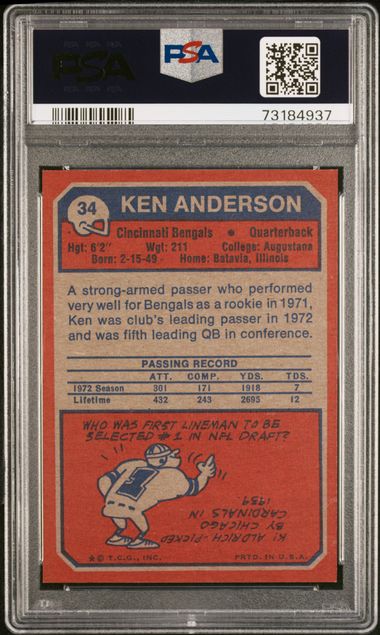 PSA
PSA
73184937
34
KEN ANDERSON
Cincinnati Bengals • Quarterback
Hgt: 6'2" Wgt: 211 College: Augustana
Born: 2-15-49 - Home: Batavia, Illinois
A strong-armed passer who performed
very well for Bengals as a rookie in 1971,
Ken was club's leading passer in 1972
and was fifth leading QB in conference.
PASSING RECORD
ATT. COMP. YDS. TDS.
1972 Season 301 171 1918 7
Lifetime 432 243 2695 12
WHO WAS FIRST LINEMAN TO BE
SELECTED #1 IN NFL DRAFT?
KI ALDRICH-PICKED
BY CHICAGO
CARDINALS IN
1939
★ © T.C.G., INC.
PRTD. IN U.S.A.